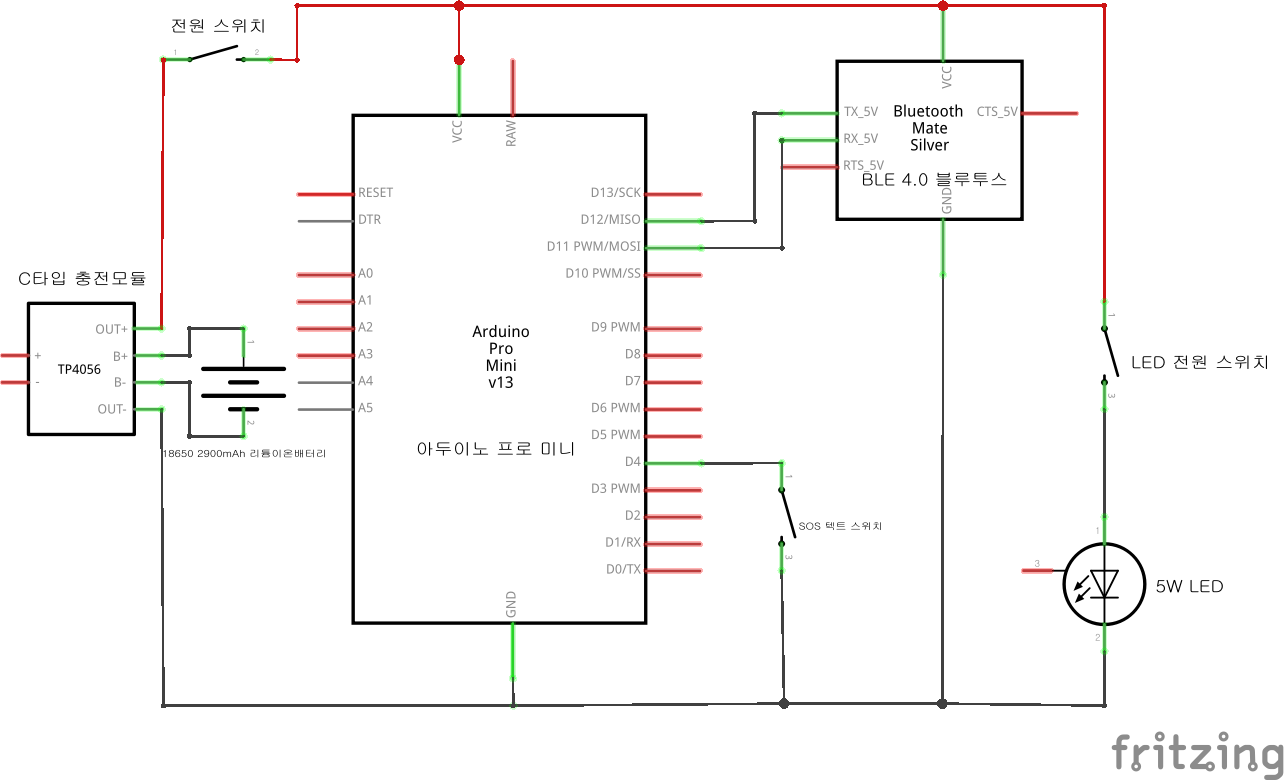 전원 스위치
1
2
VCC
RAW
VCC
TX_5V
RX_5V
RTS_5V
CTS_5V
Bluetooth
Mate
Silver
BLE 4.0 블루투스
GND
RESET
DTR
A0
A1
A2
A3
A4
A5
D13/SCK
D12/MISO
D11 PWM/MOSI
D10 PWM/SS
D9 PWM
D8
D7
D6 PWM
D5 PWM
D4
D3 PWM
D2
D1/RX
D0/TX
GND
Arduino
Pro
Mini
v13
아두이노 프로 미니
C타입 충전모듈
+
-
TP4056
OUT+
B+
B-
OUT-
1
2
18650 2900mAh 리튬이온배터리
1
3
SOS 텍트 스위치
1
3
LED 전원 스위치
1
3
2
5W LED
fritzing